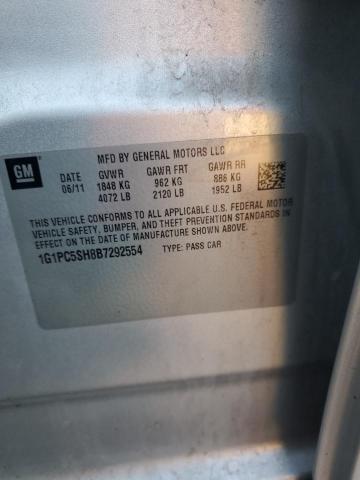 GM
MFD BY GENERAL MOTORS LLC
DATE GVWR GAWR FRT GAWR RR
06/11 1848 KG 962 KG 886 KG
4072 LB 2120 LB 1952 LB
THIS VEHICLE CONFORMS TO ALL APPLICABLE U.S. FEDERAL MOTOR
VEHICLE SAFETY, BUMPER, AND THEFT PREVENTION STANDARDS IN
EFFECT ON THE DATE OF MANUFACTURE SHOWN ABOVE.
1G1PC5SH8B7292554 TYPE: PASS CAR